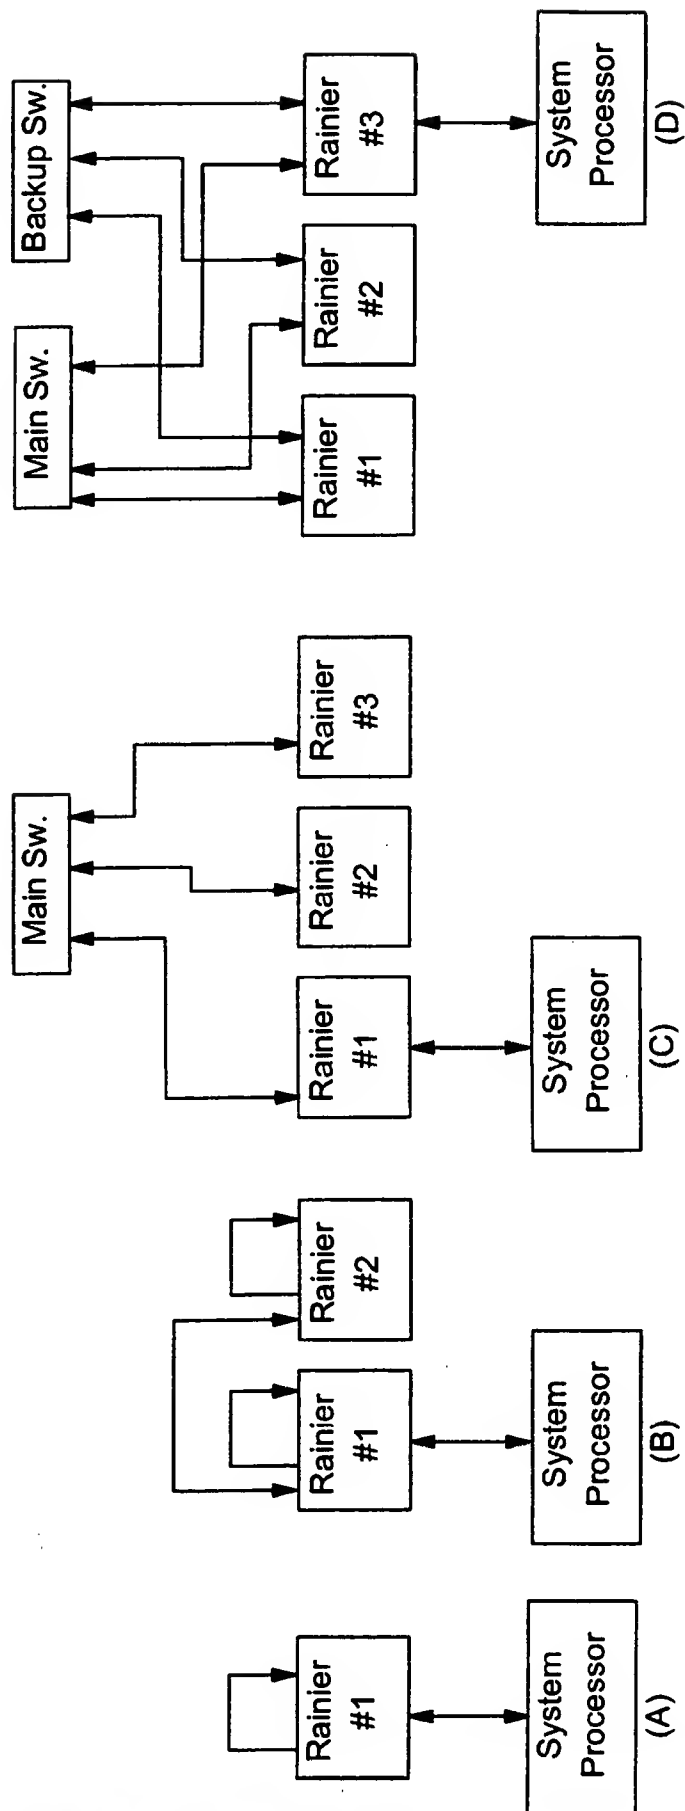 Rainier
#1
System
Processor
(A)
Rainier
#1
Rainier
#2
System
Processor
(B)
Main Sw.
Rainier
#1
Rainier
#2
Rainier
#3
System
Processor
(C)
Main Sw.
Backup Sw.
Rainier
#1
Rainier
#2
Rainier
#3
System
Processor
(D)